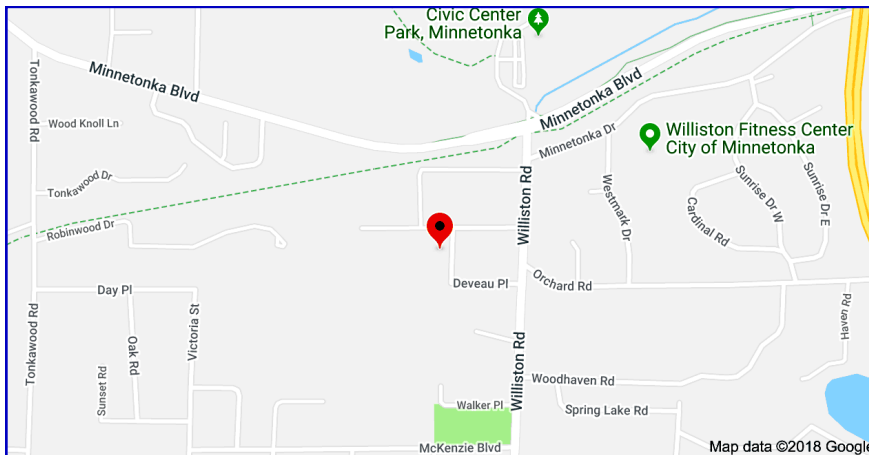 Civic Center
Park, Minnetonka
Minnetonka Blvd
Minnetonka Blvd
Tonkawood Rd
Wood Knoll Ln
Minnetonka Dr
Williston Fitness Center
City of Minnetonka
Tonkawood Dr
Westmark Dr
Sunrise Dr W
Sunrise Dr E
Williston Rd
Cardinal Rd
Robinwood Dr
Deveau Pl
Orchard Rd
Day Pl
Haven Rd
Tonkawood Rd
Victoria St
Oak Rd
Williston Rd
Sunset Rd
Woodhaven Rd
Walker Pl
Spring Lake Rd
McKenzie Blvd
Map data ©2018 Google